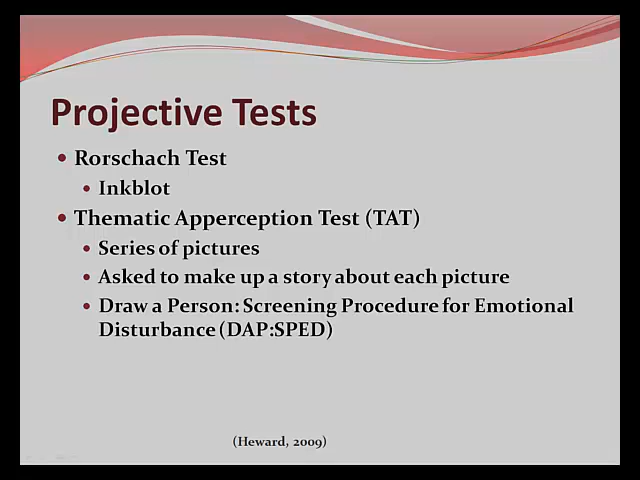 Projective Tests
• Rorschach Test
• Inkblot
• Thematic Apperception Test (TAT)
• Series of pictures
• Asked to make up a story about each picture
• Draw a Person: Screening Procedure for Emotional
Disturbance (DAP:SPED)
(Heward, 2009)